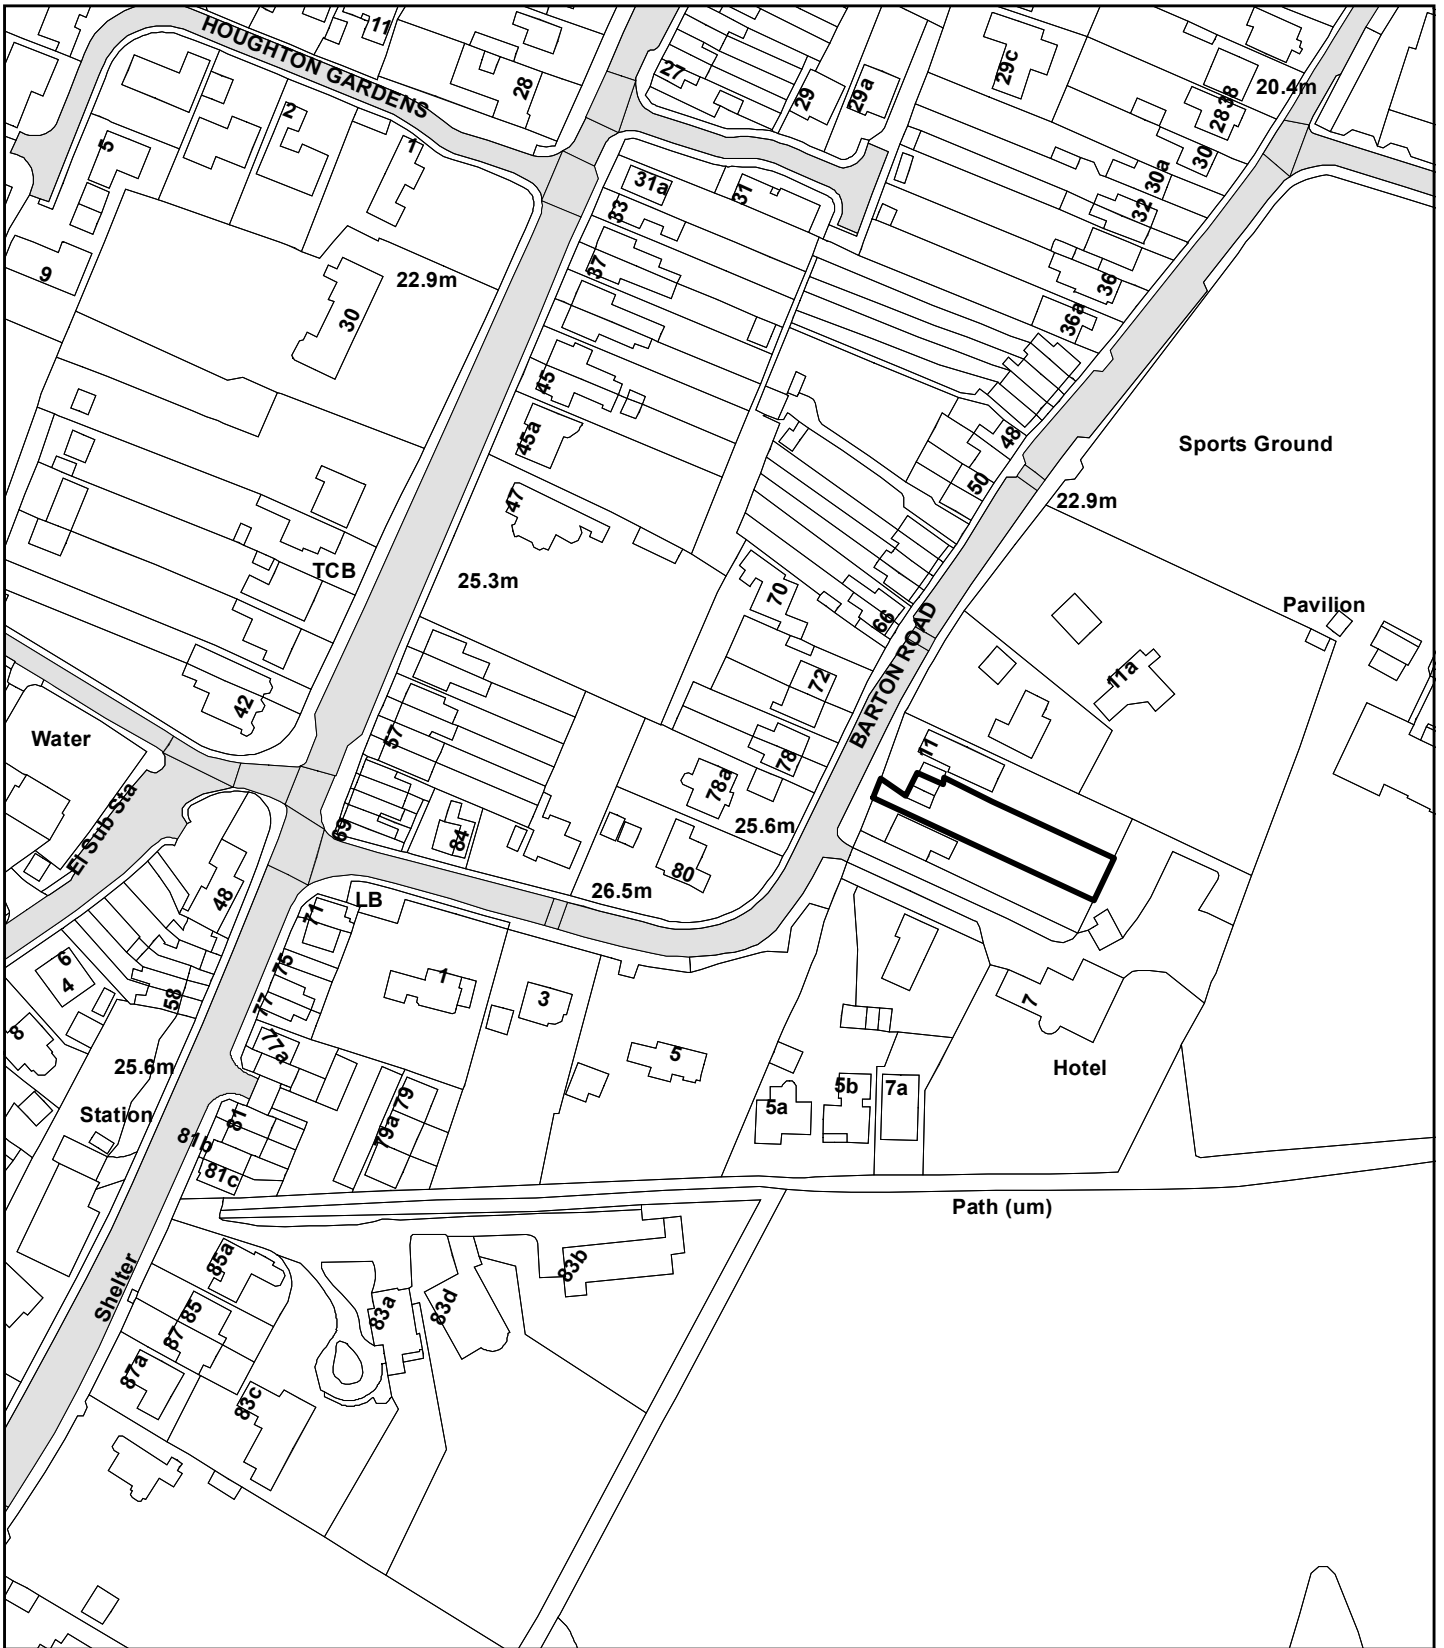 HOUGHTON GARDENS
11
28
27
29
29a
29c
38
28
20.4m
30
30a
32
36
36a
5
2
1
31a
31
33
37
9
22.9m
30
45
45a
48
50
Sports Ground
22.9m
47
TCB
25.3m
70
66
BARTON ROAD
Pavilion
11a
72
42
57
78
78a
11
Water
El Sub Sta
69
84
25.6m
80
26.5m
48
LB
71
75
77
77a
6
4
58
8
1
3
5
7
Hotel
25.6m
Station
79
79a
81
81b
81c
5a
5b
7a
Path (um)
Shelter
85a
85
87
87a
83a
83d
83b
83c